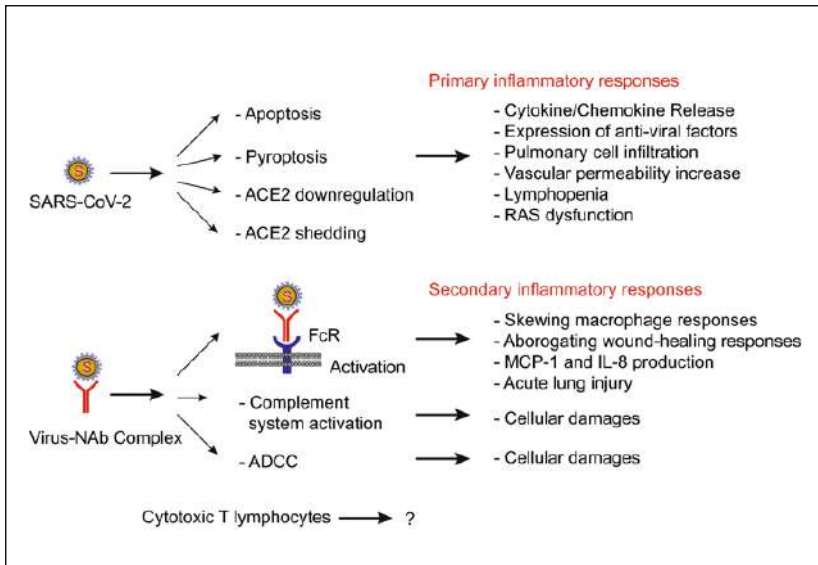 Primary inflammatory responses
- Apoptosis
- Pyroptosis
- ACE2 downregulation
- ACE2 shedding
S
SARS-CoV-2
- Cytokine/Chemokine Release
- Expression of anti-viral factors
- Pulmonary cell infiltration
- Vascular permeability increase
- Lymphopenia
- RAS dysfunction
Secondary inflammatory responses
S
FcR
Activation
S
Virus-NAb Complex
- Complement
system activation
- ADCC
- Skewing macrophage responses
- Aborogating wound-healing responses
- MCP-1 and IL-8 production
- Acute lung injury
- Cellular damages
- Cellular damages
Cytotoxic T lymphocytes
?